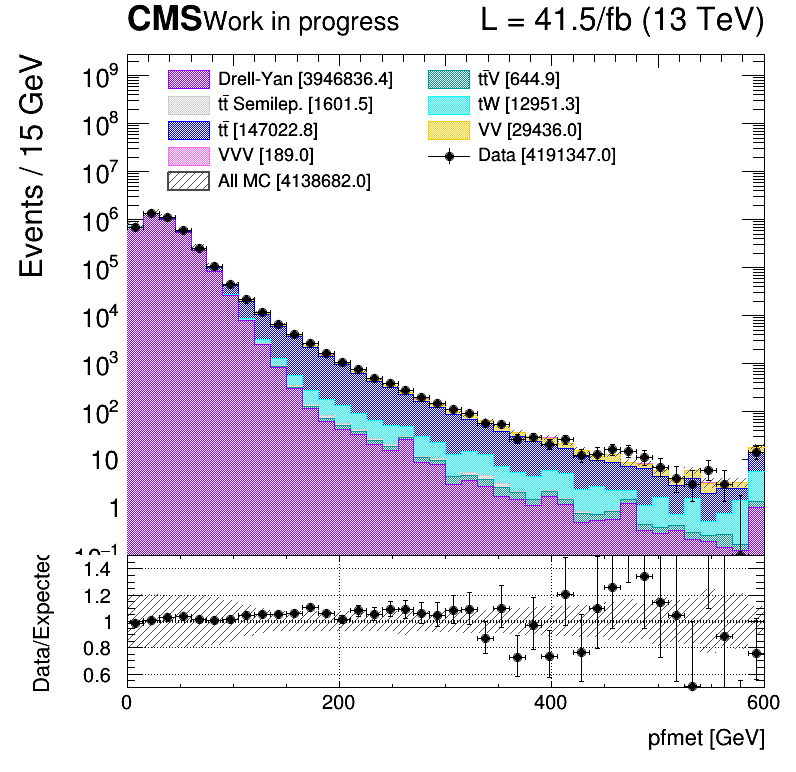 CMS Work in progress L = 41.5/fb (13 TeV)
Events / 15 GeV
Drell-Yan [3946836.4]
tt̄ Semilep. [1601.5]
tt̄ [147022.8]
VVV [189.0]
All MC [4138682.0]
tt̄V [644.9]
tW [12951.3]
VV [29436.0]
Data [4191347.0]
10⁹
10⁸
10⁷
10⁶
10⁵
10⁴
10³
10²
10
1
10⁻¹
Data/Expected
1.4
1.2
1
0.8
0.6
0 200 400 600
pfmet [GeV]